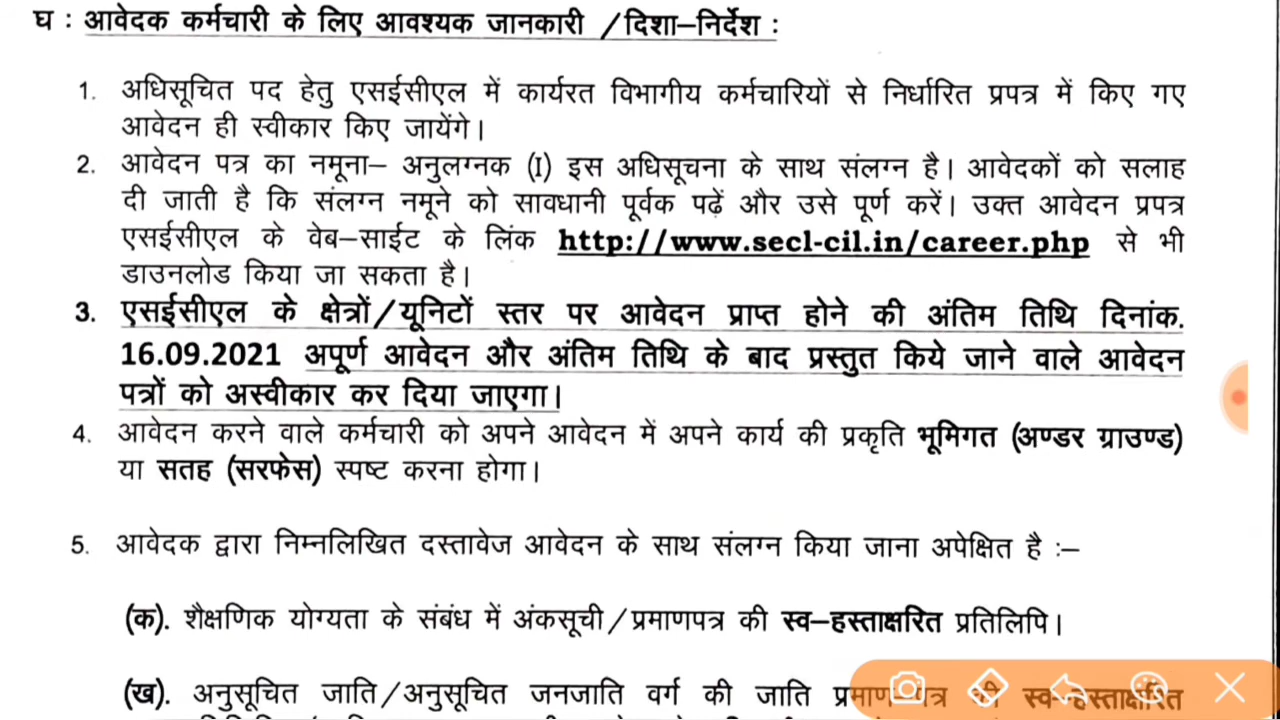 घ : आवेदक कर्मचारी के लिए आवश्यक जानकारी /दिशा–निर्देश :
1. अधिसूचित पद हेतु एसईसीएल में कार्यरत विभागीय कर्मचारियों से निर्धारित प्रपत्र में किए गए
आवेदन ही स्वीकार किए जायेंगे।
2. आवेदन पत्र का नमूना– अनुलग्नक (I) इस अधिसूचना के साथ संलग्न है। आवेदकों को सलाह
दी जाती है कि संलग्न नमूने को सावधानी पूर्वक पढ़ें और उसे पूर्ण करें। उक्त आवेदन प्रपत्र
एसईसीएल के वेब–साईट के लिंक http://www.secl-cil.in/career.php से भी
डाउनलोड किया जा सकता है।
3. एसईसीएल के क्षेत्रों/यूनिटों स्तर पर आवेदन प्राप्त होने की अंतिम तिथि दिनांक.
16.09.2021 अपूर्ण आवेदन और अंतिम तिथि के बाद प्रस्तुत किये जाने वाले आवेदन
पत्रों को अस्वीकार कर दिया जाएगा।
4. आवेदन करने वाले कर्मचारी को अपने आवेदन में अपने कार्य की प्रकृति भूमिगत (अण्डर ग्राउण्ड)
या सतह (सरफेस) स्पष्ट करना होगा।
5. आवेदक द्वारा निम्नलिखित दस्तावेज आवेदन के साथ संलग्न किया जाना अपेक्षित है :–
(क). शैक्षणिक योग्यता के संबंध में अंकसूची/प्रमाणपत्र की स्व–हस्ताक्षरित प्रतिलिपि।
(ख). अनुसूचित जाति/अनुसूचित जनजाति वर्ग की जाति प्रमाण–पत्र की स्व–हस्ताक्षरित